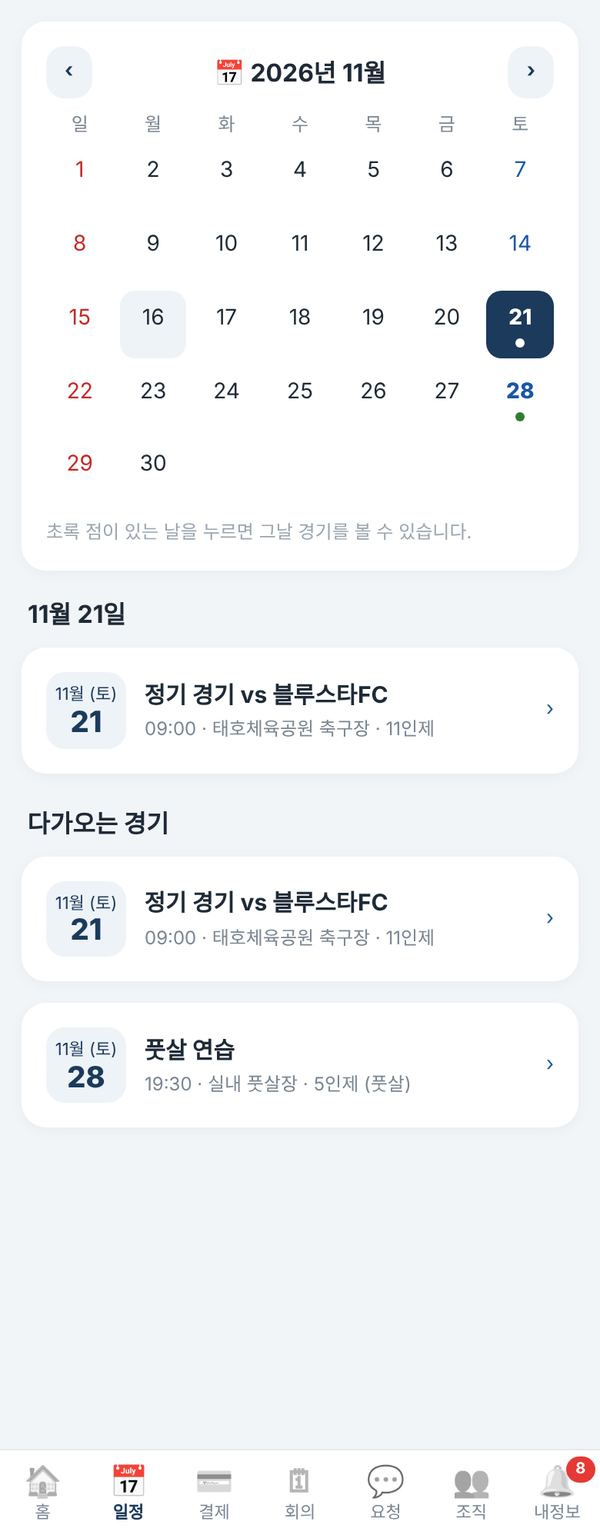 ‹ 📅 2026년 11월 ›
일 월 화 수 목 금 토
1 2 3 4 5 6 7
8 9 10 11 12 13 14
15 16 17 18 19 20 21
22 23 24 25 26 27 28
29 30
초록 점이 있는 날을 누르면 그날 경기를 볼 수 있습니다.
11월 21일
11월 (토)
21
정기 경기 vs 블루스타FC
09:00 · 태호체육공원 축구장 · 11인제
›
다가오는 경기
11월 (토)
21
정기 경기 vs 블루스타FC
09:00 · 태호체육공원 축구장 · 11인제
›
11월 (토)
28
풋살 연습
19:30 · 실내 풋살장 · 5인제 (풋살)
›
8
홈 일정 결제 회의 요청 조직 내정보